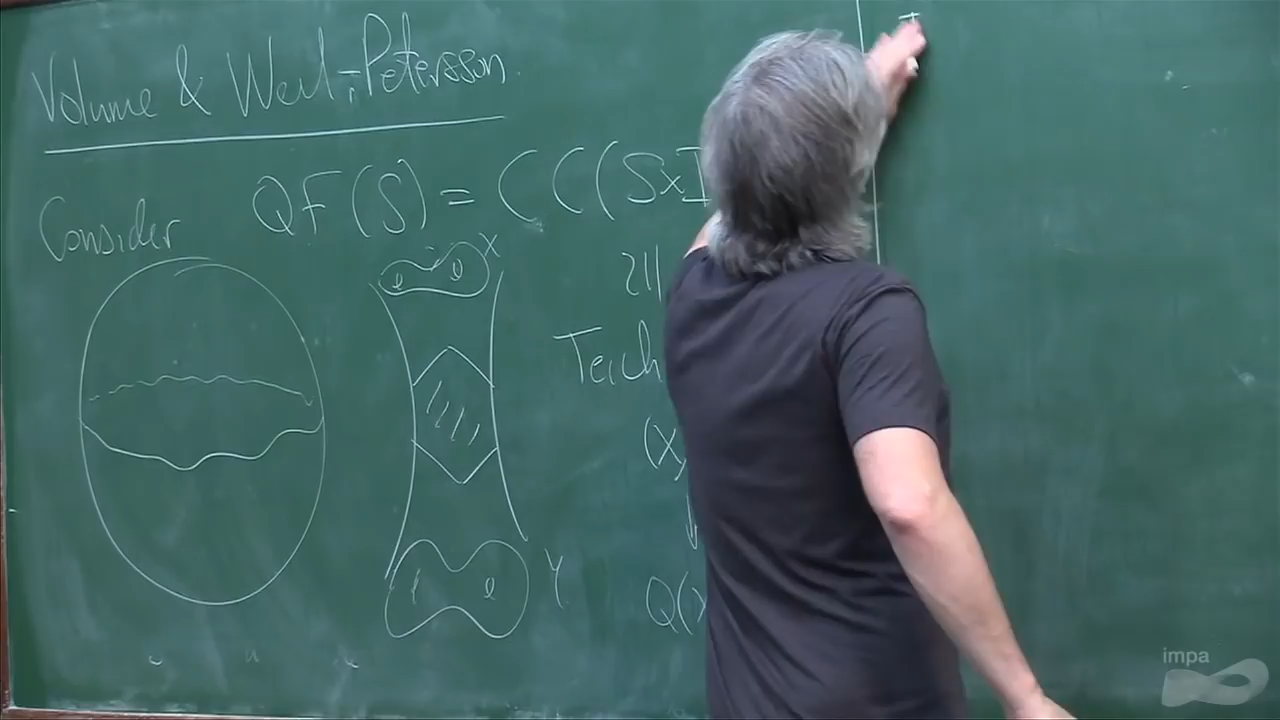 Volume & Weil-Petersson.
Consider QF(S) = CC(S×I
X
Teich
(X,
Y
Q(
impa